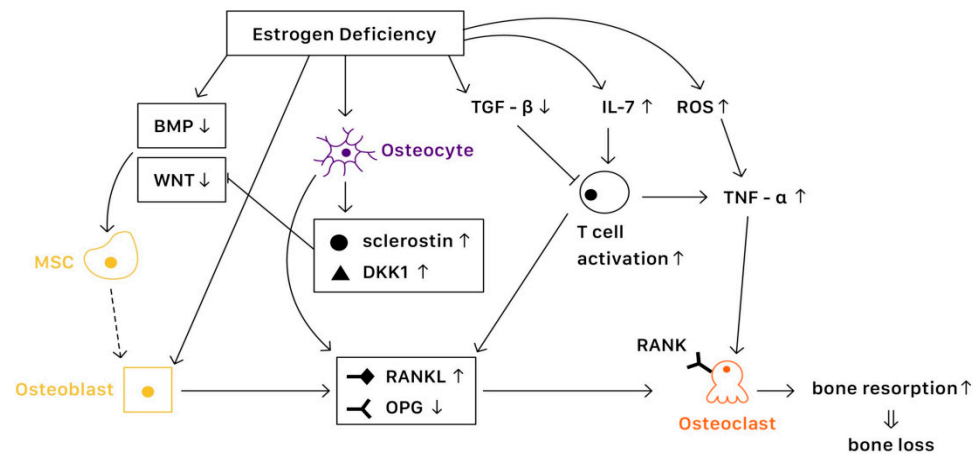 Estrogen Deficiency
BMP ↓
WNT ↓
TGF - β ↓
IL-7 ↑
ROS ↑
Osteocyte
TNF - α ↑
T cell
activation ↑
sclerostin ↑
DKK1 ↑
MSC
Osteoblast
RANKL ↑
OPG ↓
RANK
Osteoclast
bone resorption ↑
⇓
bone loss